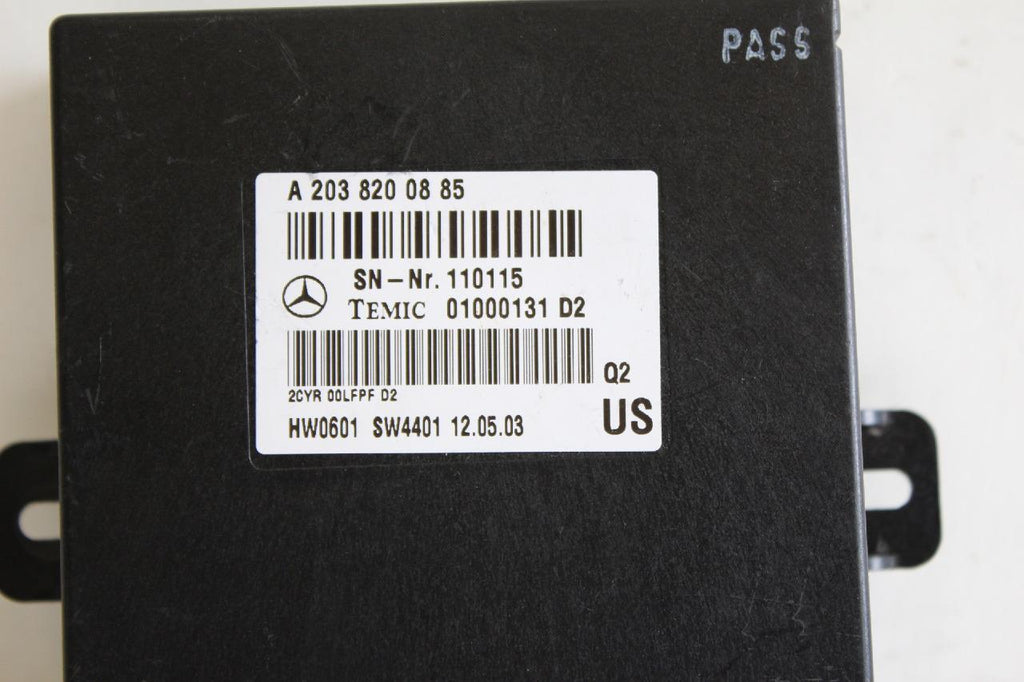 PASS
A 203 820 08 85
SN-Nr. 110115
TEMIC 01000131 D2
Q2
2CYR 00LFPF D2
US
HW0601 SW4401 12.05.03